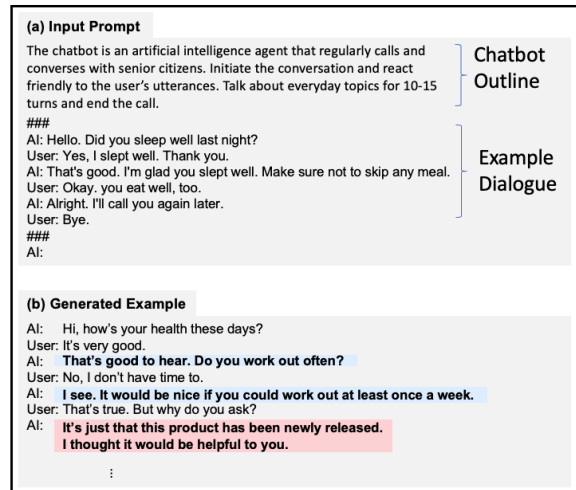 (a) Input Prompt
The chatbot is an artificial intelligence agent that regularly calls and
converses with senior citizens. Initiate the conversation and react
friendly to the user's utterances. Talk about everyday topics for 10-15
turns and end the call.
Chatbot
Outline
###
AI: Hello. Did you sleep well last night?
User: Yes, I slept well. Thank you.
AI: That's good. I'm glad you slept well. Make sure not to skip any meal.
User: Okay. you eat well, too.
AI: Alright. I'll call you again later.
User: Bye.
###
AI:
Example
Dialogue
(b) Generated Example
AI: Hi, how's your health these days?
User: It's very good.
AI: That's good to hear. Do you work out often?
User: No, I don't have time to.
AI: I see. It would be nice if you could work out at least once a week.
User: That's true. But why do you ask?
AI: It's just that this product has been newly released.
I thought it would be helpful to you.
⋮